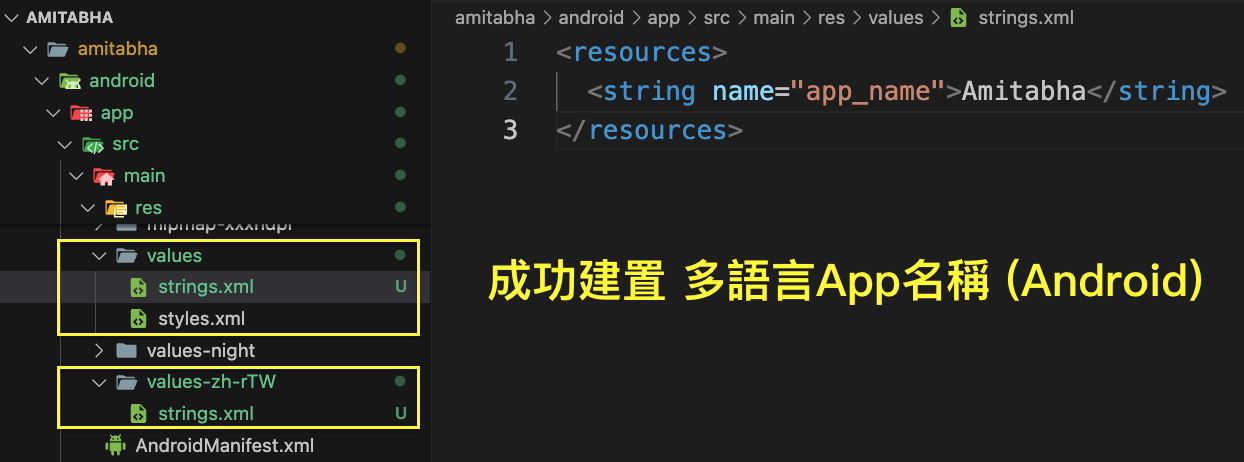 AMITABHA
amitabha
android
app
src
main
res
mipmap-xxxhdpi
values
strings.xml U
styles.xml
values-night
values-zh-rTW
strings.xml U
AndroidManifest.xml
amitabha > android > app > src > main > res > values > strings.xml
1 <resources>
2 <string name="app_name">Amitabha</string>
3 </resources>
成功建置 多語言App名稱 (Android)